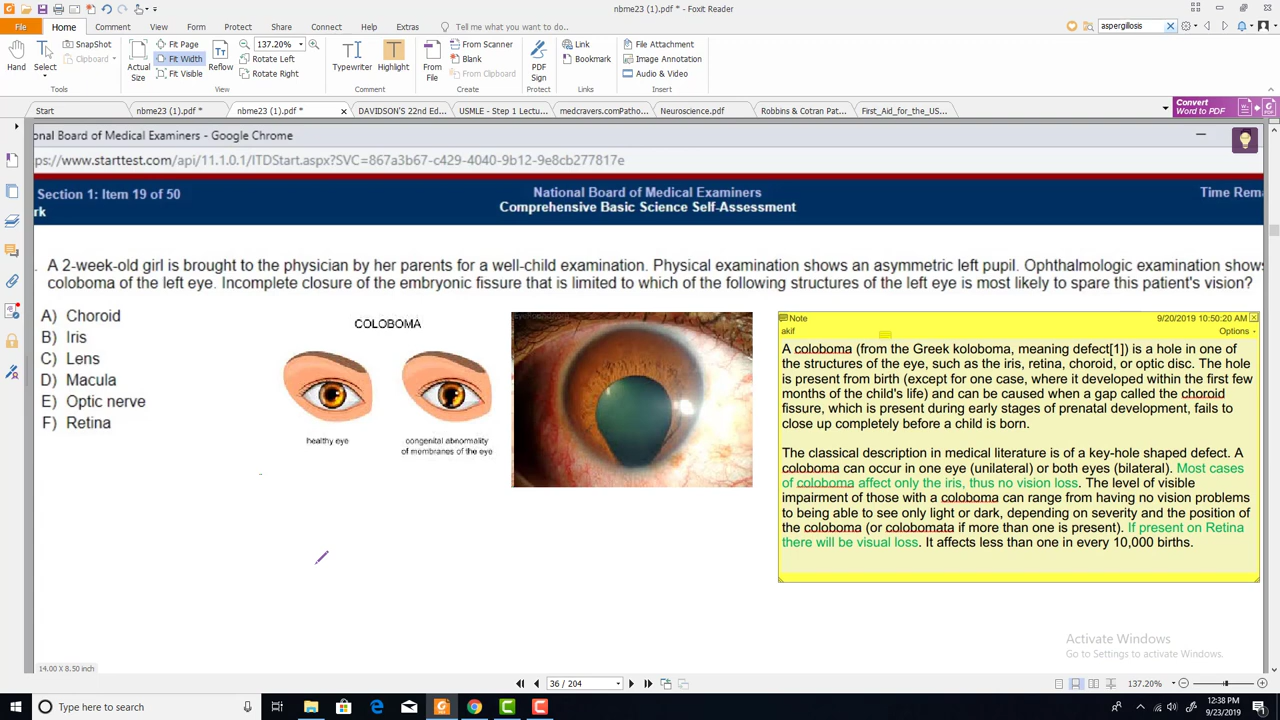 nbme23 (1).pdf * - Foxit Reader
File Home Comment View Form Protect Share Connect Help Extras Tell me what you want to do... aspergillosis
Hand
Select
SnapShot
Clipboard
Tools
Actual
Size
Fit Page
Fit Width
Fit Visible
Reflow
137.20%
Rotate Left
Rotate Right
View
Typewriter
Highlight
Comment
From
File
From Scanner
Blank
From Clipboard
Create
PDF
Sign
Protect
Link
Bookmark
Links
File Attachment
Image Annotation
Audio & Video
Insert
Start nbme23 (1).pdf * nbme23 (1).pdf * DAVIDSON'S 22nd Ed... USMLE - Step 1 Lectu... medcravers.comPatho... Neuroscience.pdf Robbins & Cotran Pat... First_Aid_for_the_US...
Convert
Word to PDF
onal Board of Medical Examiners - Google Chrome
ps://www.starttest.com/api/11.1.0.1/ITDStart.aspx?SVC=867a3b67-c429-4040-9b12-9e8cb277817e
Section 1: Item 19 of 50
rk
National Board of Medical Examiners
Comprehensive Basic Science Self-Assessment
Time Rema
. A 2-week-old girl is brought to the physician by her parents for a well-child examination. Physical examination shows an asymmetric left pupil. Ophthalmologic examination shows
coloboma of the left eye. Incomplete closure of the embryonic fissure that is limited to which of the following structures of the left eye is most likely to spare this patient's vision?
A) Choroid
B) Iris
C) Lens
D) Macula
E) Optic nerve
F) Retina
COLOBOMA
healthy eye
congenital abnormality
of membranes of the eye
Note 9/20/2019 10:50:20 AM
akif Options
A coloboma (from the Greek koloboma, meaning defect[1]) is a hole in one of
the structures of the eye, such as the iris, retina, choroid, or optic disc. The hole
is present from birth (except for one case, where it developed within the first few
months of the child's life) and can be caused when a gap called the choroid
fissure, which is present during early stages of prenatal development, fails to
close up completely before a child is born.
The classical description in medical literature is of a key-hole shaped defect. A
coloboma can occur in one eye (unilateral) or both eyes (bilateral). Most cases
of coloboma affect only the iris, thus no vision loss. The level of visible
impairment of those with a coloboma can range from having no vision problems
to being able to see only light or dark, depending on severity and the position of
the coloboma (or colobomata if more than one is present). If present on Retina
there will be visual loss. It affects less than one in every 10,000 births.
Activate Windows
Go to Settings to activate Windows.
14.00 x 8.50 inch
36 / 204
137.20%
Type here to search
12:38 PM
9/23/2019